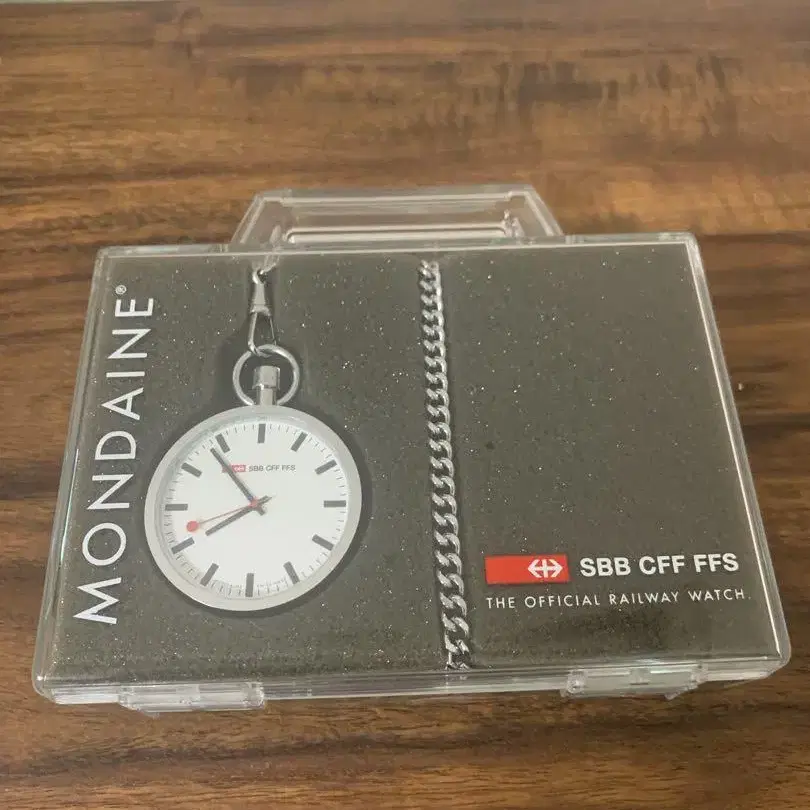 MONDAINE®
SBB CFF FFS
SBB CFF FFS
THE OFFICIAL RAILWAY WATCH.